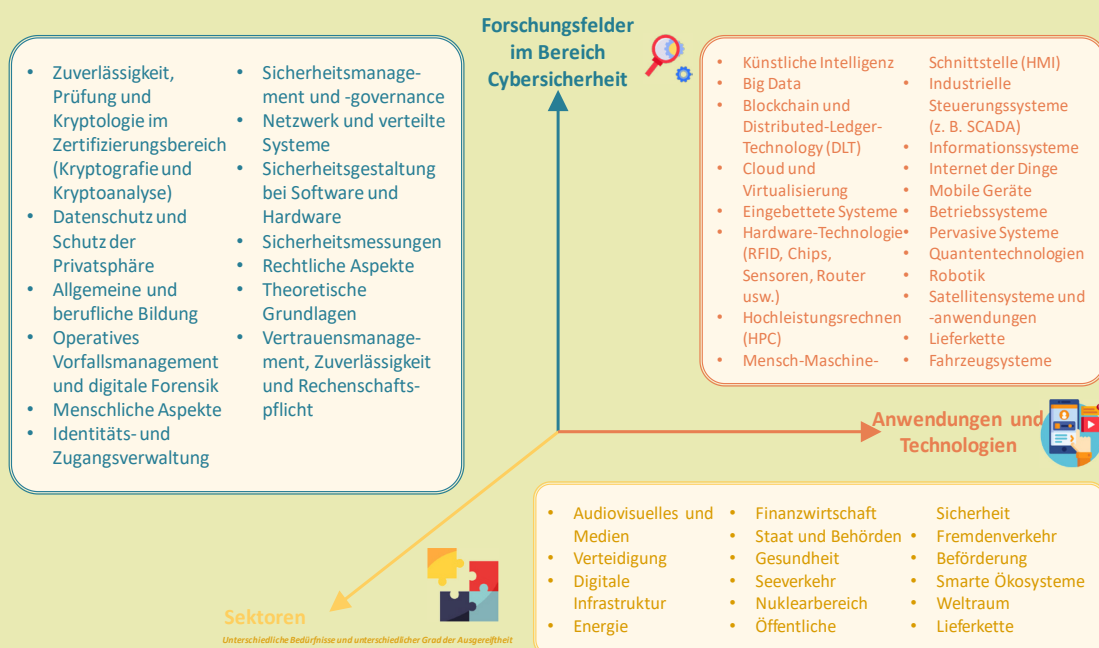 Forschungsfelder
im Bereich
Cybersicherheit
• Zuverlässigkeit,
Prüfung und
Kryptologie im
Zertifizierungsbereich
(Kryptografie und
Kryptoanalyse)
• Datenschutz und
Schutz der
Privatsphäre
• Allgemeine und
berufliche Bildung
• Operatives
Vorfallsmanagement
und digitale Forensik
• Menschliche Aspekte
• Identitäts- und
Zugangsverwaltung
• Sicherheitsmanage-
ment und -governance
• Netzwerk und verteilte
Systeme
• Sicherheitsgestaltung
bei Software und
Hardware
• Sicherheitsmessungen
• Rechtliche Aspekte
• Theoretische
Grundlagen
• Vertrauensmanage-
ment, Zuverlässigkeit
und Rechenschafts-
pflicht
• Künstliche Intelligenz
• Big Data
• Blockchain und
Distributed-Ledger-
Technology (DLT)
• Cloud und
Virtualisierung
• Eingebettete Systeme
• Hardware-Technologie
(RFID, Chips,
Sensoren, Router
usw.)
• Hochleistungsrechnen
(HPC)
• Mensch-Maschine-
Schnittstelle (HMI)
• Industrielle
Steuerungssysteme
(z. B. SCADA)
• Informationssysteme
• Internet der Dinge
• Mobile Geräte
• Betriebssysteme
• Pervasive Systeme
• Quantentechnologien
• Robotik
• Satellitensysteme und
-anwendungen
• Lieferkette
• Fahrzeugsysteme
Anwendungen und
Technologien
• Audiovisuelles und
Medien
• Verteidigung
• Digitale
Infrastruktur
• Energie
• Finanzwirtschaft
• Staat und Behörden
• Gesundheit
• Seeverkehr
• Nuklearbereich
• Öffentliche
Sicherheit
• Fremdenverkehr
• Beförderung
• Smarte Ökosysteme
• Weltraum
• Lieferkette
Sektoren
Unterschiedliche Bedürfnisse und unterschiedlicher Grad der Ausgereiftheit